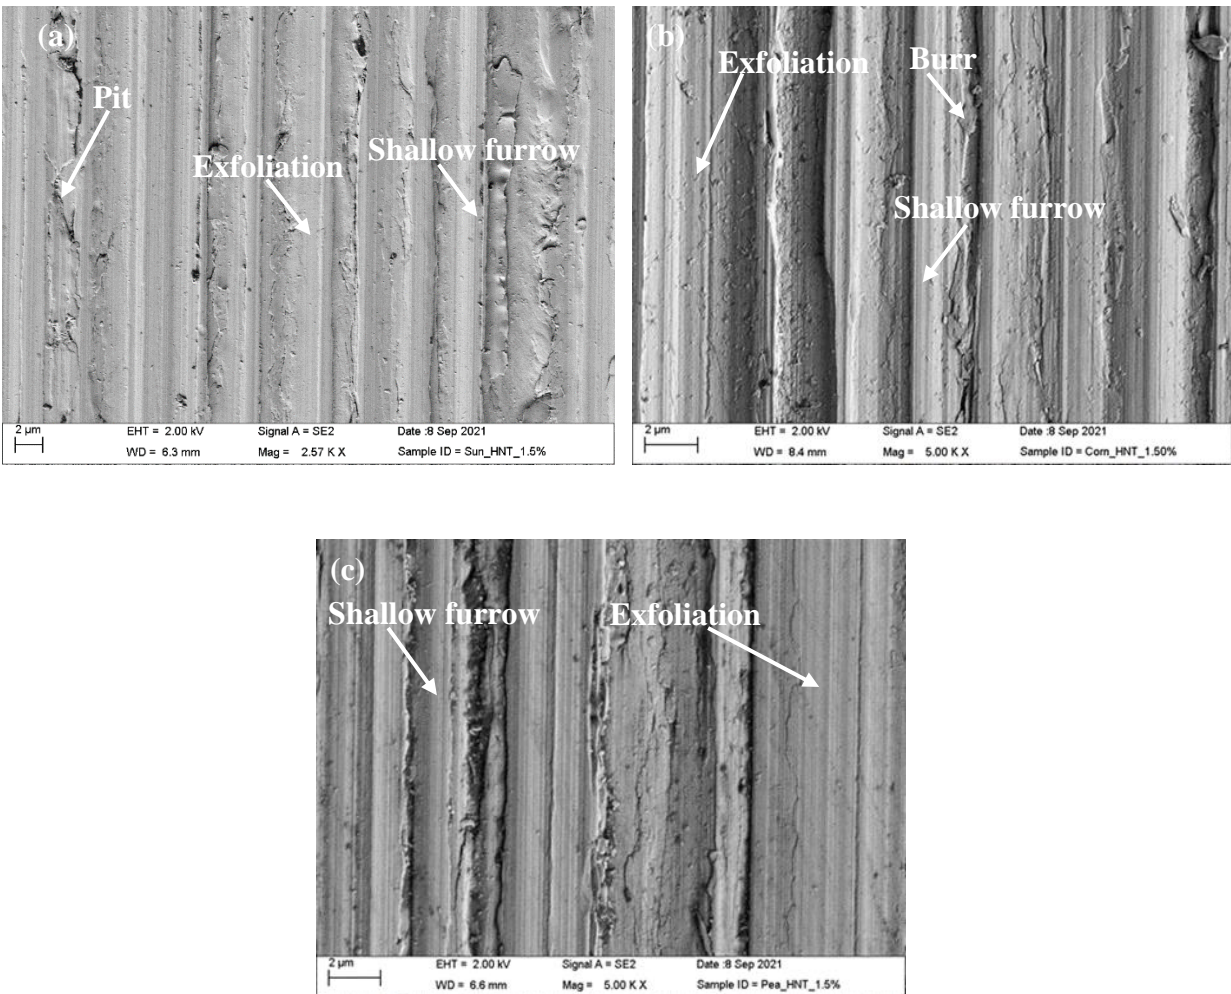 (a)
Pit
Exfoliation
Shallow furrow
2 µm
EHT = 2.00 kV
Signal A = SE2
Date :8 Sep 2021
WD = 6.3 mm
Mag = 2.57 K X
Sample ID = Sun_HNT_1.5%
(b)
Exfoliation
Burr
Shallow furrow
2 µm
EHT = 2.00 kV
Signal A = SE2
Date :8 Sep 2021
WD = 8.4 mm
Mag = 5.00 K X
Sample ID = Corn_HNT_1.50%
(c)
Shallow furrow
Exfoliation
2 µm
EHT = 2.00 kV
Signal A = SE2
Date :8 Sep 2021
WD = 6.6 mm
Mag = 5.00 K X
Sample ID = Pea_HNT_1.5%